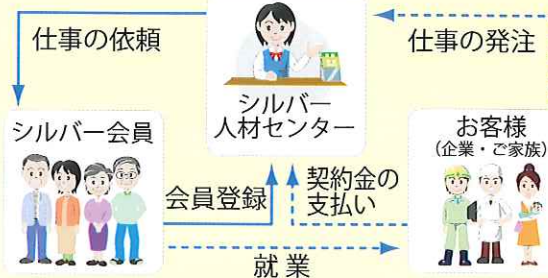 仕事の依頼
仕事の発注
シルバー
人材センター
シルバー会員
お客様
(企業・ご家族)
会員登録
契約金の
支払い
就業